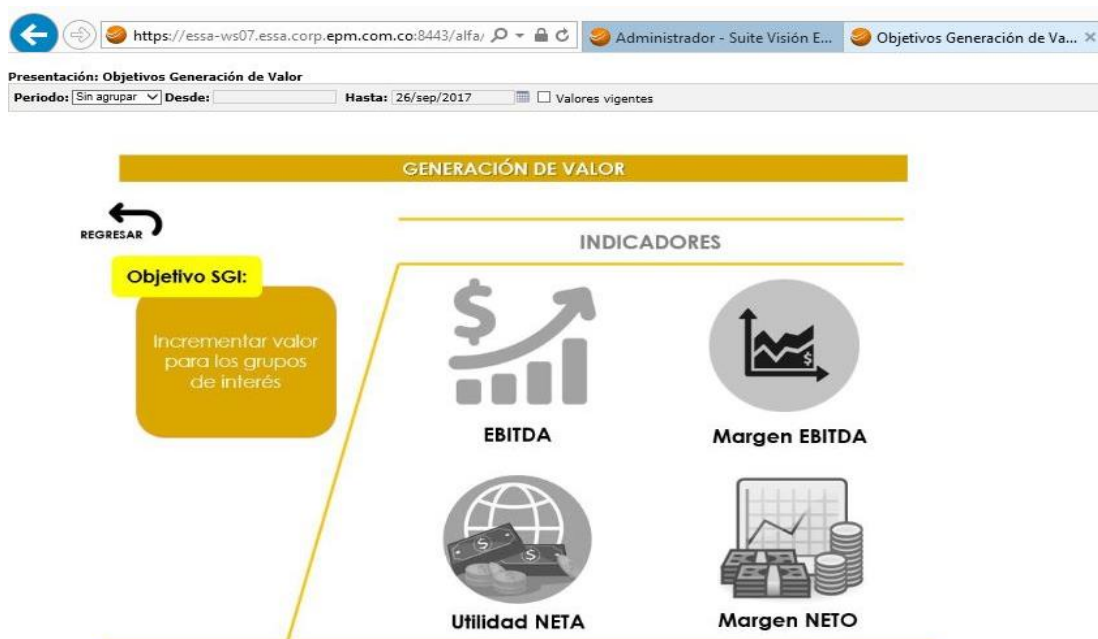 https://essa-ws07.essa.corp.epm.com.co:8443/alfa/
Administrador - Suite Visión E...
Objetivos Generación de Va...
Presentación: Objetivos Generación de Valor
Periodo: Sin agrupar Desde: Hasta: 26/sep/2017 Valores vigentes
GENERACIÓN DE VALOR
REGRESAR
INDICADORES
Objetivo SGI:
Incrementar valor
para los grupos
de interés
EBITDA
Margen EBITDA
Utilidad NETA
Margen NETO